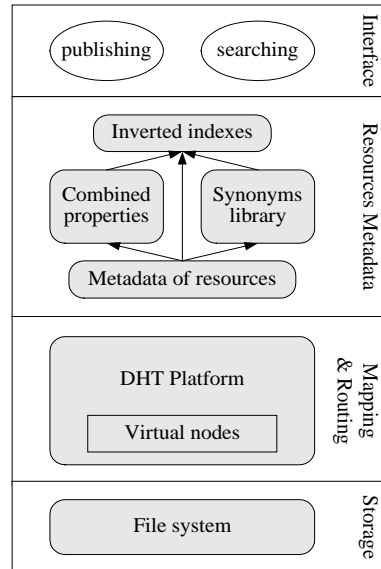 publishing
searching
Interface
Inverted indexes
Combined
properties
Synonyms
library
Metadata of resources
Resources Metadata
DHT Platform
Virtual nodes
Mapping
& Routing
File system
Storage